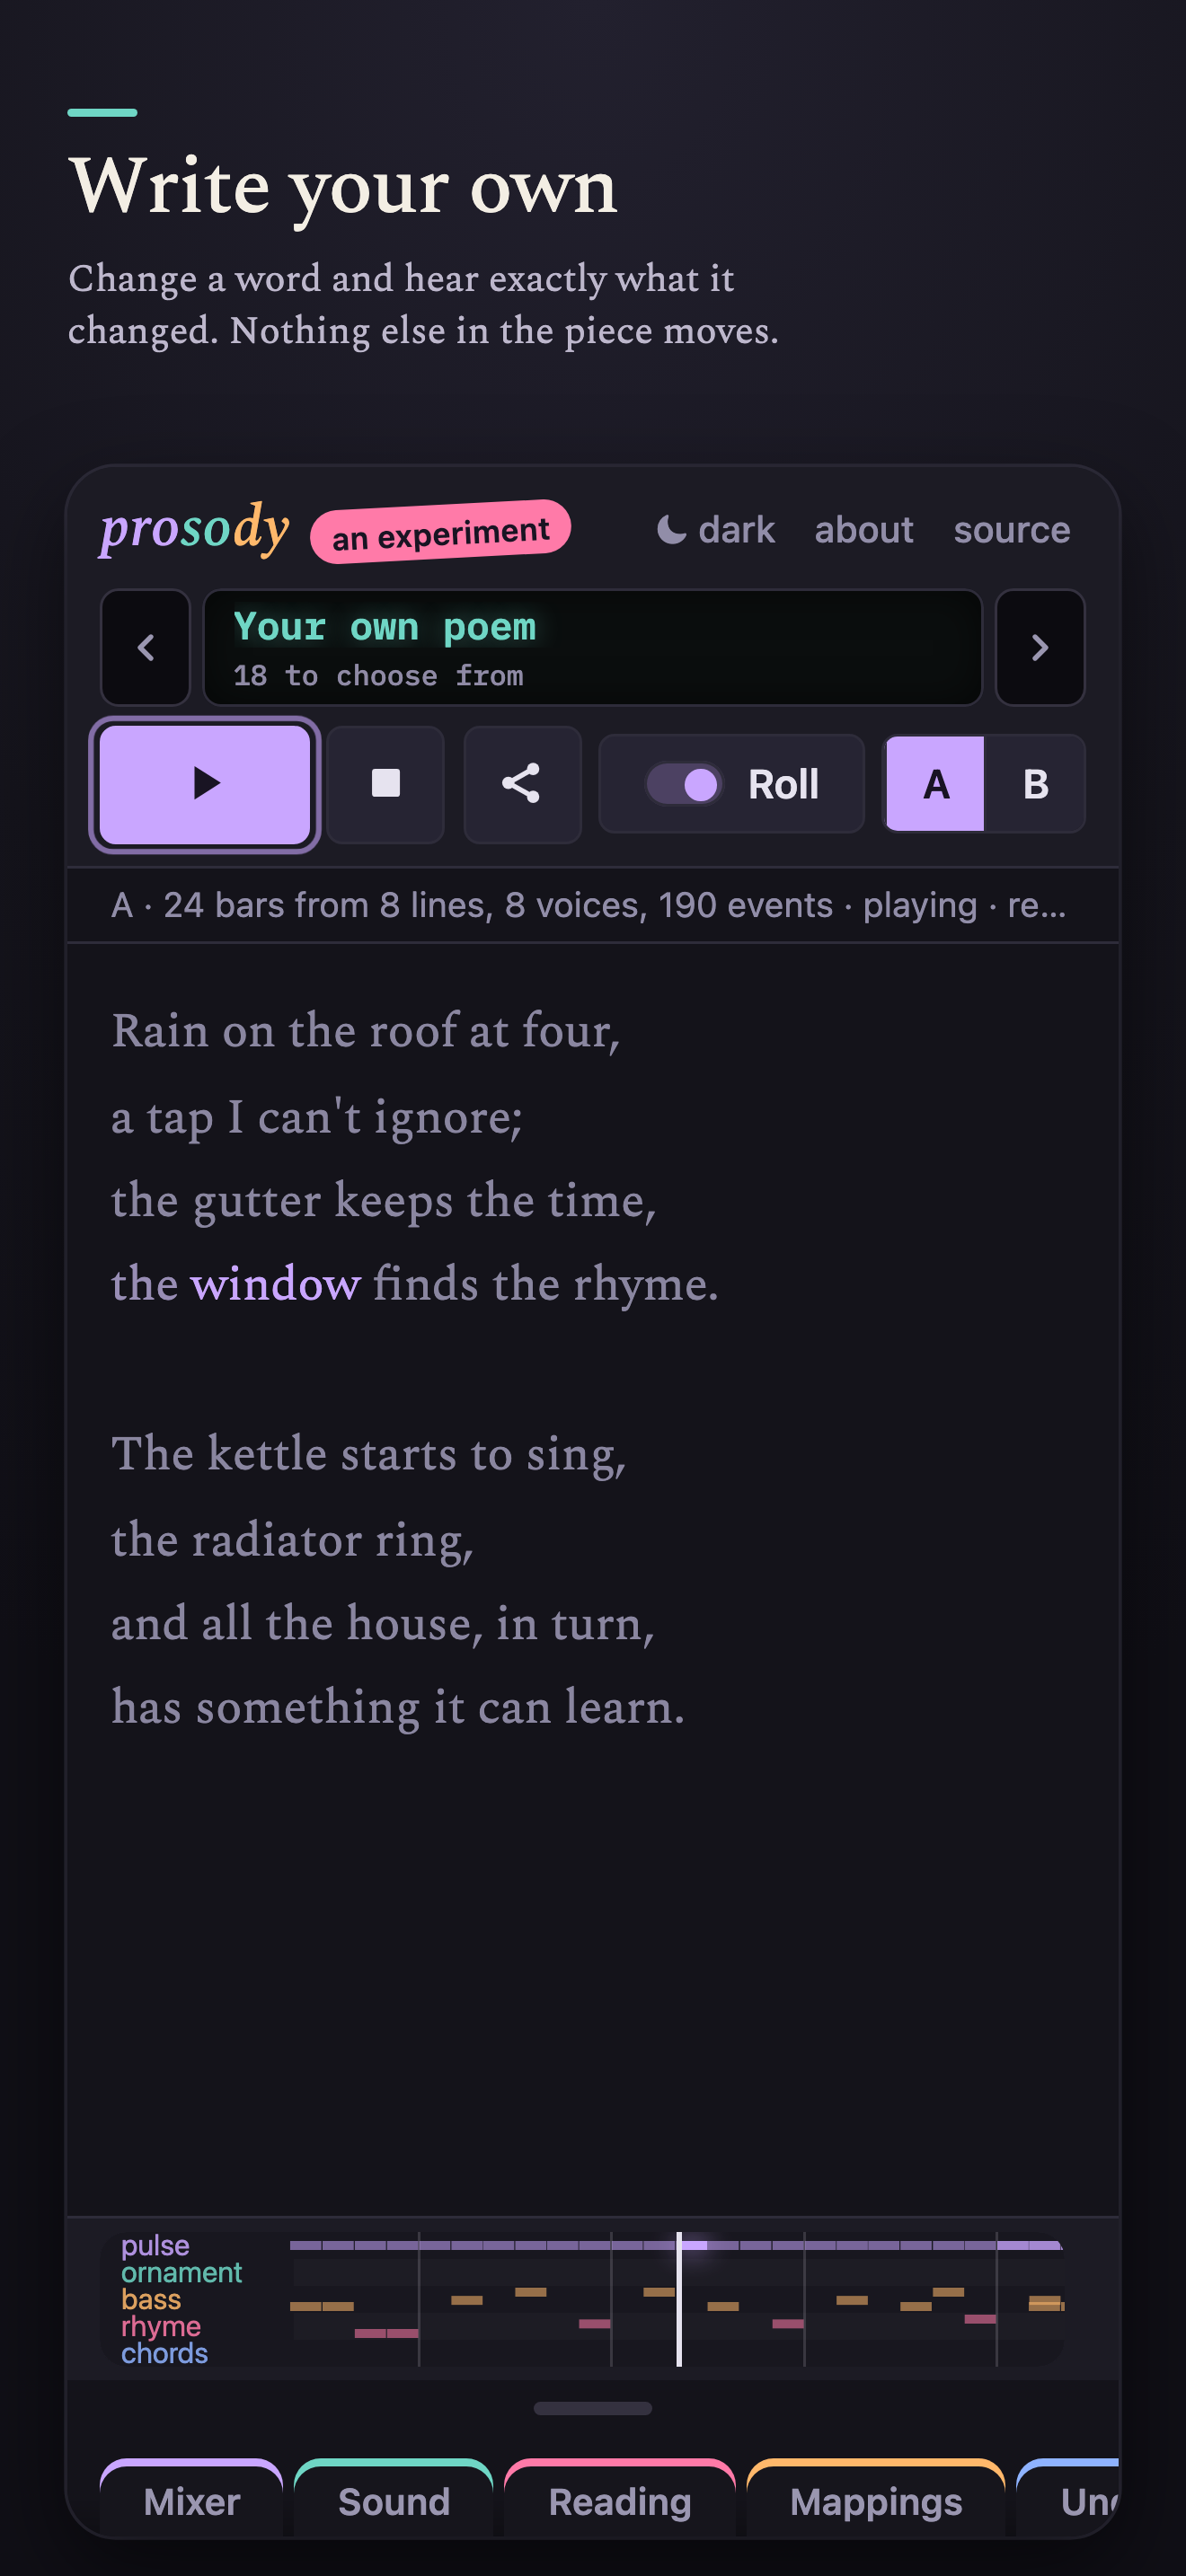 Write your own
Change a word and hear exactly what it
changed. Nothing else in the piece moves.
prosody an experiment dark about source
Your own poem
18 to choose from
Roll A B
A · 24 bars from 8 lines, 8 voices, 190 events · playing · re...
Rain on the roof at four,
a tap I can't ignore;
the gutter keeps the time,
the window finds the rhyme.
The kettle starts to sing,
the radiator ring,
and all the house, in turn,
has something it can learn.
pulse
ornament
bass
rhyme
chords
Mixer Sound Reading Mappings